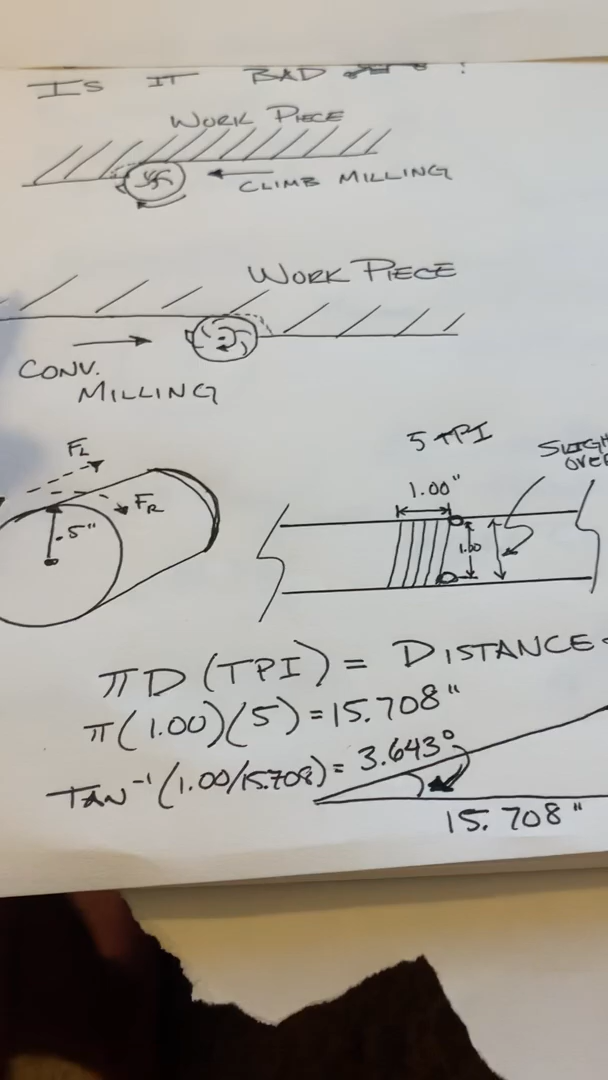 IS IT BAD
WORK PIECE
CLIMB MILLING
WORK PIECE
CONV.
MILLING
FL
FR
.5"
5 TPI
1.00"
1.00
πD (TPI) = DISTANCE
π(1.00)(5) = 15.708"
TAN⁻¹(1.00/15.708) = 3.643°
15.708"